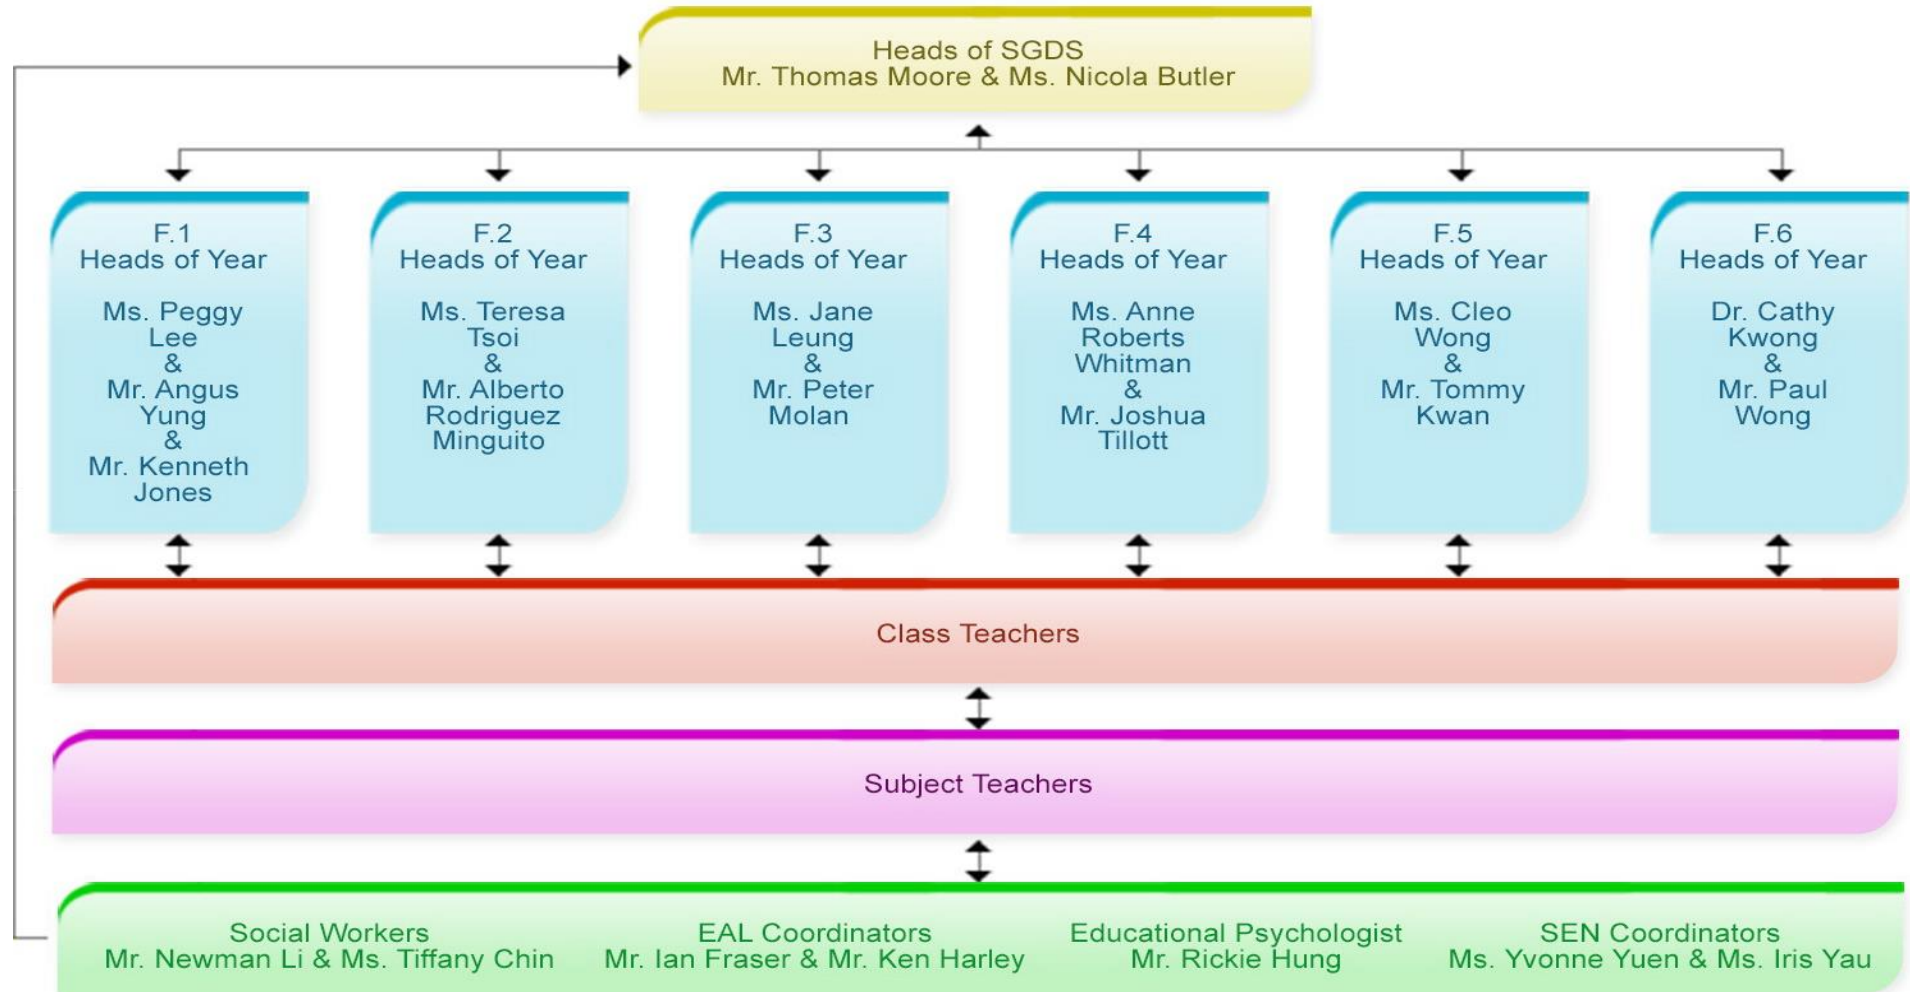 Heads of SGDS
Mr. Thomas Moore & Ms. Nicola Butler
F.1
Heads of Year
Ms. Peggy
Lee
&
Mr. Angus
Yung
&
Mr. Kenneth
Jones
F.2
Heads of Year
Ms. Teresa
Tsoi
&
Mr. Alberto
Rodriguez
Minguito
F.3
Heads of Year
Ms. Jane
Leung
&
Mr. Peter
Molan
F.4
Heads of Year
Ms. Anne
Roberts
Whitman
&
Mr. Joshua
Tillott
F.5
Heads of Year
Ms. Cleo
Wong
&
Mr. Tommy
Kwan
F.6
Heads of Year
Dr. Cathy
Kwong
&
Mr. Paul
Wong
Class Teachers
Subject Teachers
Social Workers
Mr. Newman Li & Ms. Tiffany Chin
EAL Coordinators
Mr. Ian Fraser & Mr. Ken Harley
Educational Psychologist
Mr. Rickie Hung
SEN Coordinators
Ms. Yvonne Yuen & Ms. Iris Yau